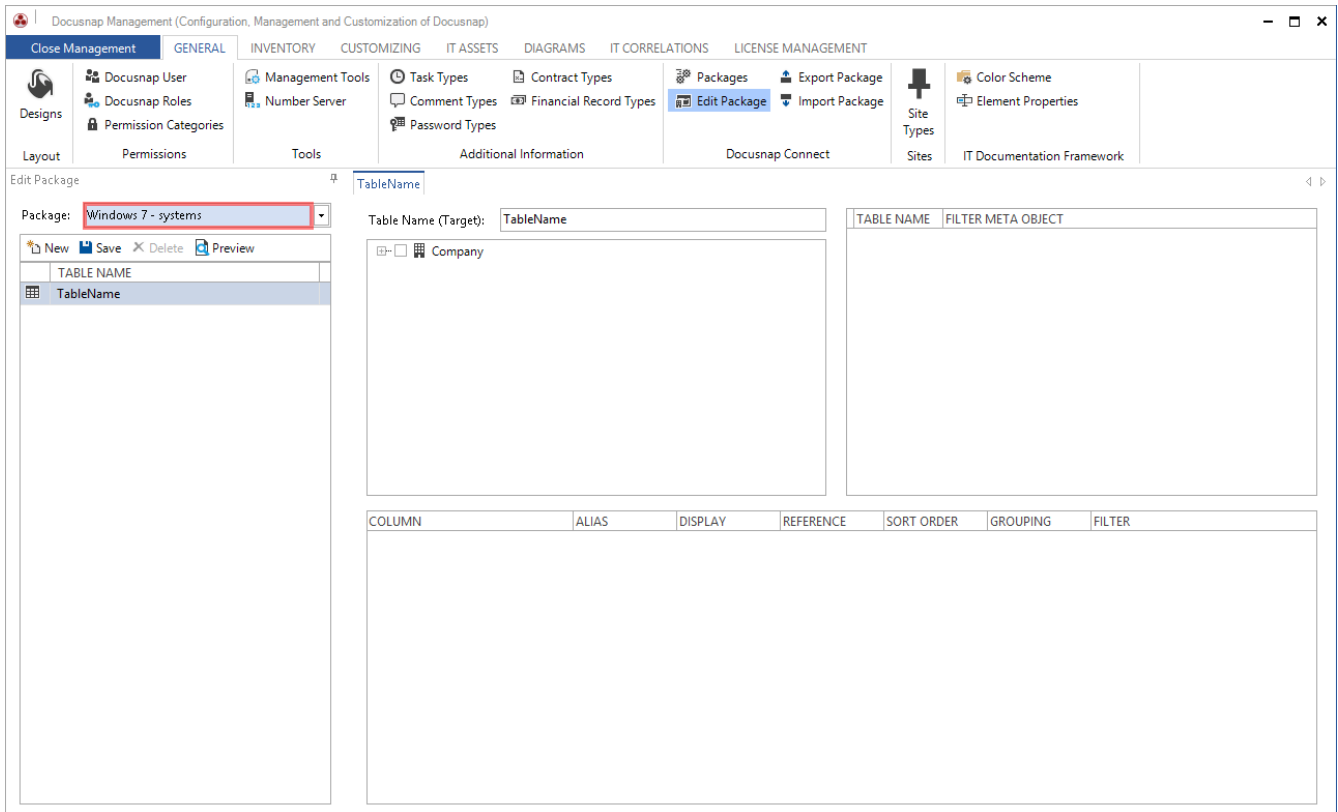 Docusnap Management (Configuration, Management and Customization of Docusnap)
Close Management GENERAL INVENTORY CUSTOMIZING IT ASSETS DIAGRAMS IT CORRELATIONS LICENSE MANAGEMENT
Docusnap User Management Tools Task Types Contract Types Packages Export Package Color Scheme
Designs Docusnap Roles Number Server Comment Types Financial Record Types Edit Package Import Package Site Types Element Properties
Permission Categories Password Types
Layout Permissions Tools Additional Information Docusnap Connect Sites IT Documentation Framework
Edit Package TableName
Package: Windows 7 - systems Table Name (Target): TableName TABLE NAME FILTER META OBJECT
New Save Delete Preview Company
TABLE NAME
TableName
COLUMN ALIAS DISPLAY REFERENCE SORT ORDER GROUPING FILTER